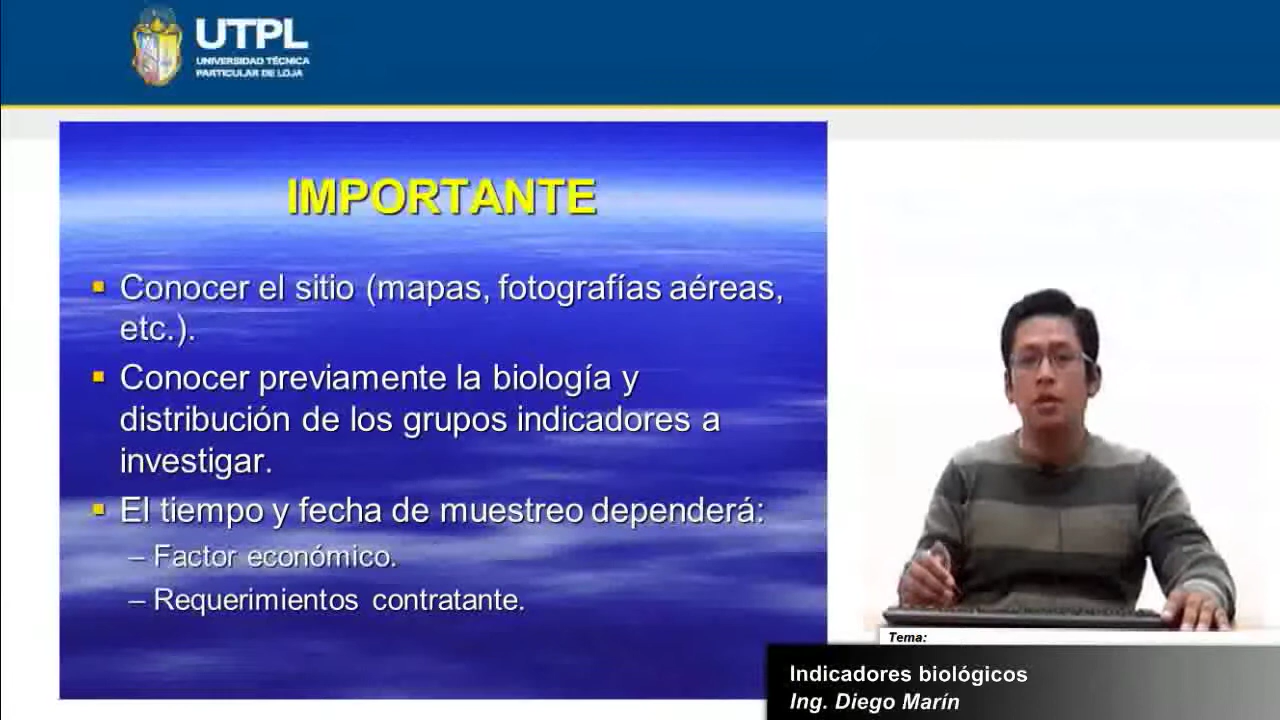 UTPL
UNIVERSIDAD TÉCNICA
PARTICULAR DE LOJA
IMPORTANTE
Conocer el sitio (mapas, fotografías aéreas,
etc.).
Conocer previamente la biología y
distribución de los grupos indicadores a
investigar.
El tiempo y fecha de muestreo dependerá:
– Factor económico.
– Requerimientos contratante.
Tema:
Indicadores biológicos
Ing. Diego Marín